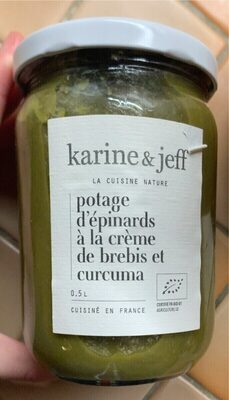 karine & jeff
LA CUISINE NATURE
potage
d'épinards
à la crème
de brebis et
curcuma
0.5 L
CUISINÉ EN FRANCE